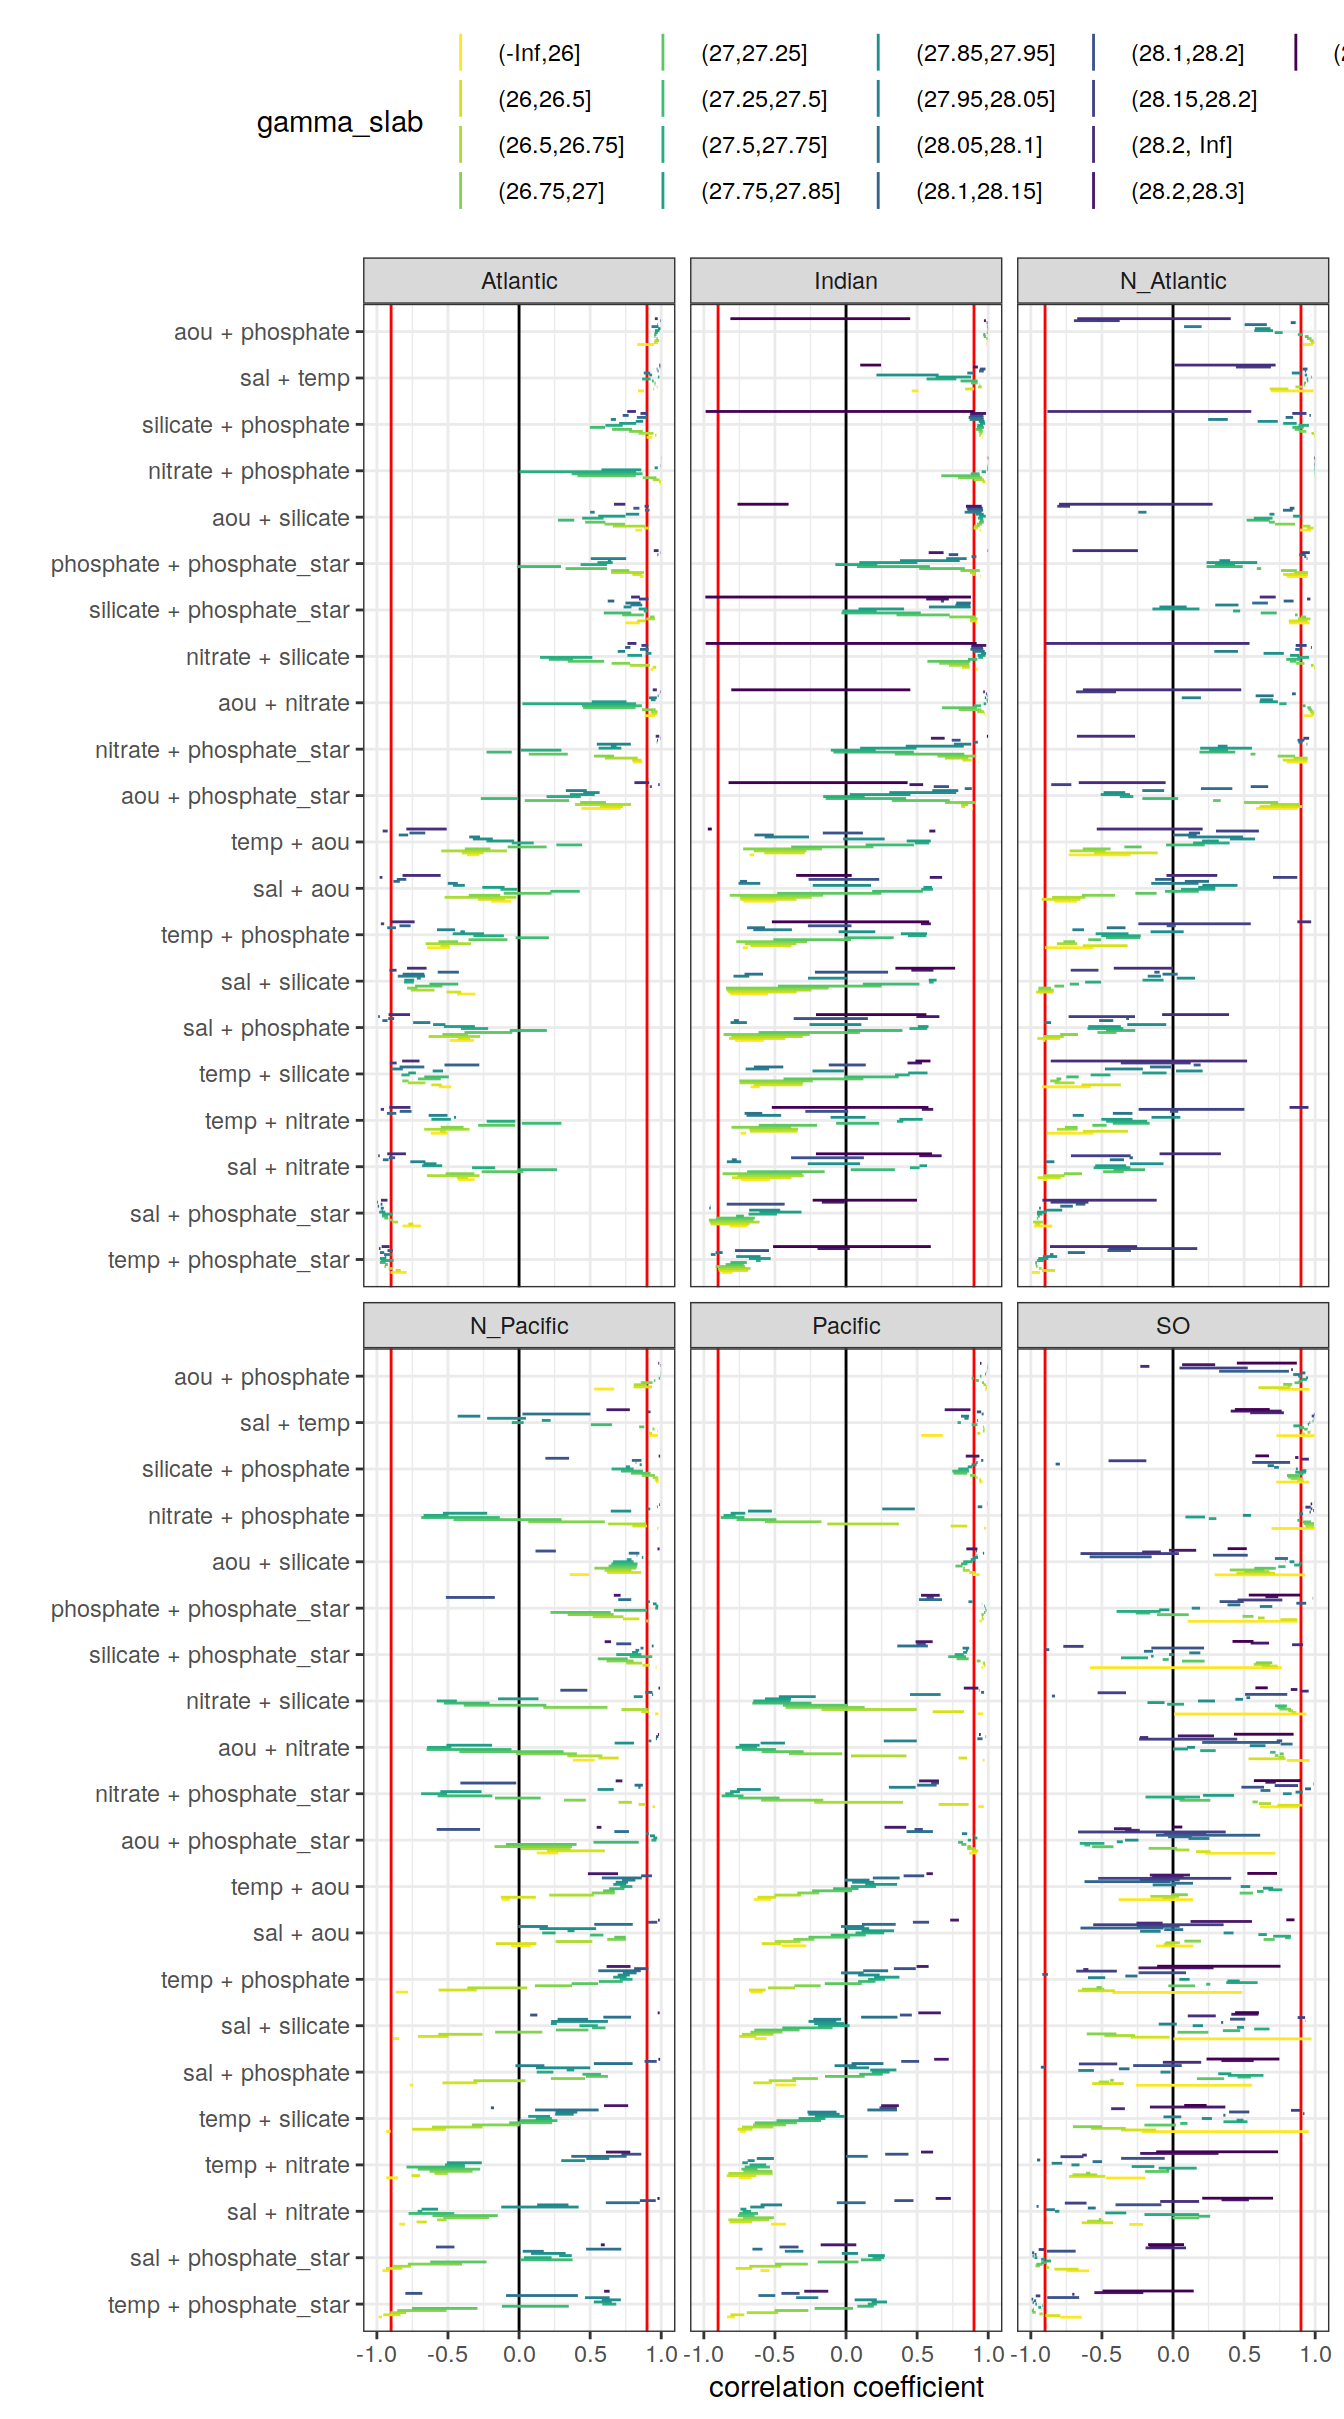 (-Inf,26] (27,27.25] (27.85,27.95] (28.1,28.2]
(26,26.5] (27.25,27.5] (27.95,28.05] (28.15,28.2]
gamma_slab
(26.5,26.75] (27.5,27.75] (28.05,28.1] (28.2, Inf]
(26.75,27] (27.75,27.85] (28.1,28.15] (28.2,28.3]
Atlantic Indian N_Atlantic
aou + phosphate
sal + temp
silicate + phosphate
nitrate + phosphate
aou + silicate
phosphate + phosphate_star
silicate + phosphate_star
nitrate + silicate
aou + nitrate
nitrate + phosphate_star
aou + phosphate_star
temp + aou
sal + aou
temp + phosphate
sal + silicate
sal + phosphate
temp + silicate
temp + nitrate
sal + nitrate
sal + phosphate_star
temp + phosphate_star
N_Pacific Pacific SO
aou + phosphate
sal + temp
silicate + phosphate
nitrate + phosphate
aou + silicate
phosphate + phosphate_star
silicate + phosphate_star
nitrate + silicate
aou + nitrate
nitrate + phosphate_star
aou + phosphate_star
temp + aou
sal + aou
temp + phosphate
sal + silicate
sal + phosphate
temp + silicate
temp + nitrate
sal + nitrate
sal + phosphate_star
temp + phosphate_star
-1.0 -0.5 0.0 0.5 1.0 -1.0 -0.5 0.0 0.5 1.0 -1.0 -0.5 0.0 0.5 1.0
correlation coefficient